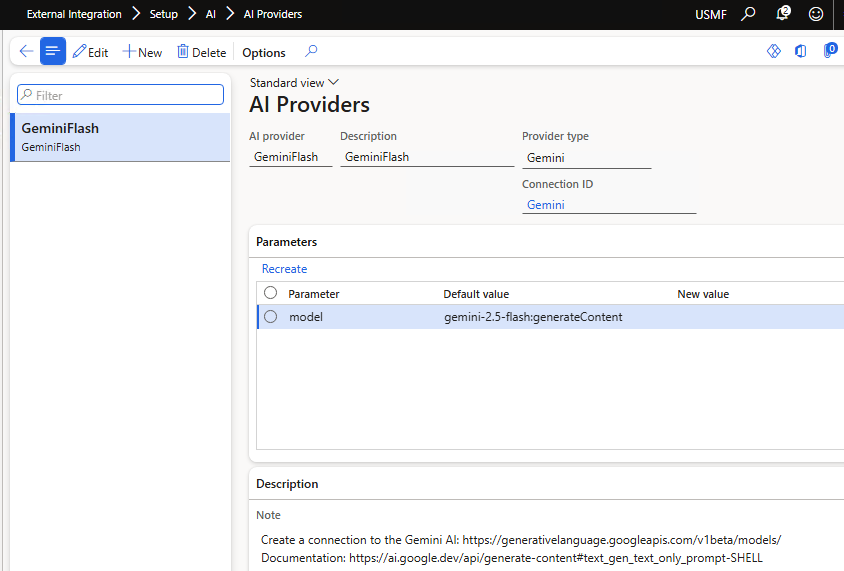 External Integration > Setup > AI > AI Providers
USMF
2
Edit
New
Delete
Options
0
Filter
GeminiFlash
GeminiFlash
Standard view
AI Providers
AI provider
Description
Provider type
GeminiFlash
GeminiFlash
Gemini
Connection ID
Gemini
Parameters
Recreate
Parameter Default value New value
model gemini-2.5-flash:generateContent
Description
Note
Create a connection to the Gemini AI: https://generativelanguage.googleapis.com/v1beta/models/
Documentation: https://ai.google.dev/api/generate-content#text_gen_text_only_prompt-SHELL